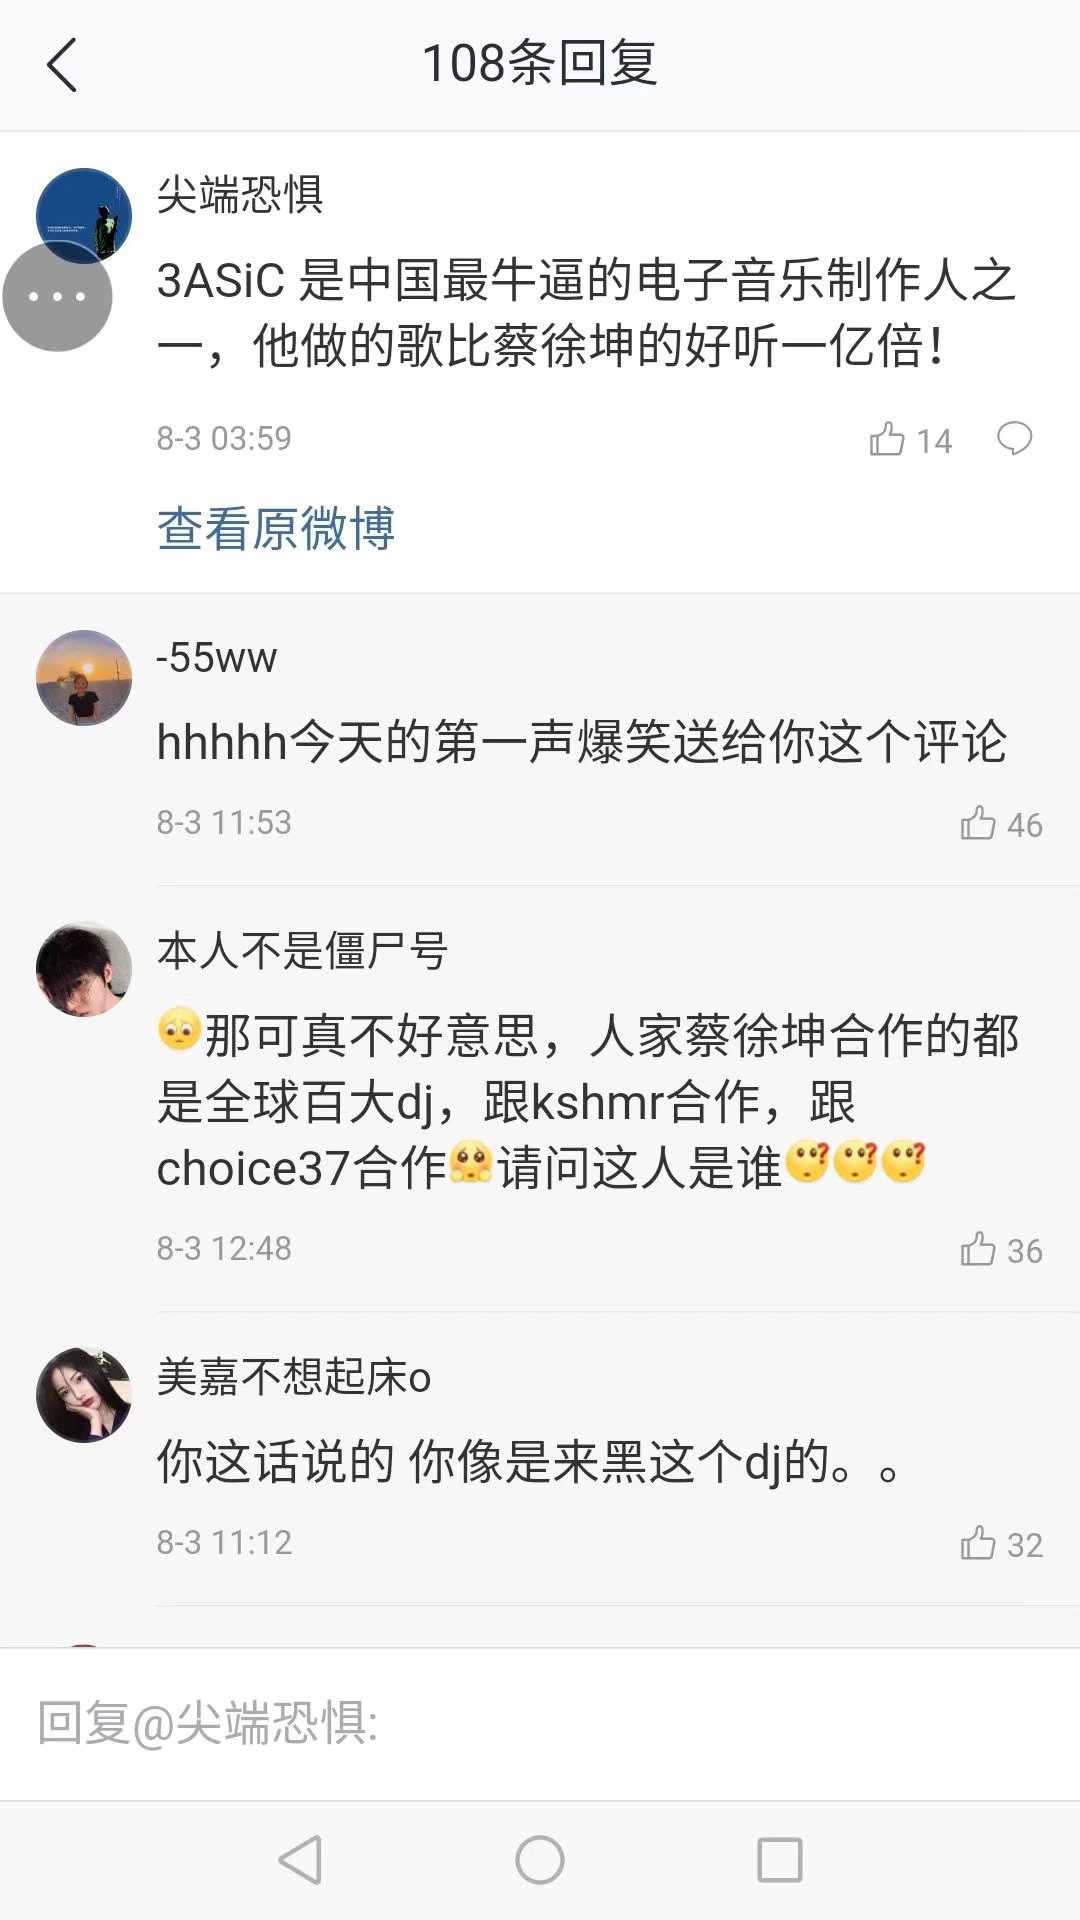 108条回复
尖端恐惧
3ASiC 是中国最牛逼的电子音乐制作人之
一，他做的歌比蔡徐坤的好听一亿倍！
8-3 03:59
14
查看原微博
-55ww
hhhhh今天的第一声爆笑送给你这个评论
8-3 11:53
46
本人不是僵尸号
🥺那可真不好意思，人家蔡徐坤合作的都
是全球百大dj，跟kshmr合作，跟
choice37合作请问这人是谁
8-3 12:48
36
美嘉不想起床o
你这话说的 你像是来黑这个dj的。。
8-3 11:12
32
回复@尖端恐惧: